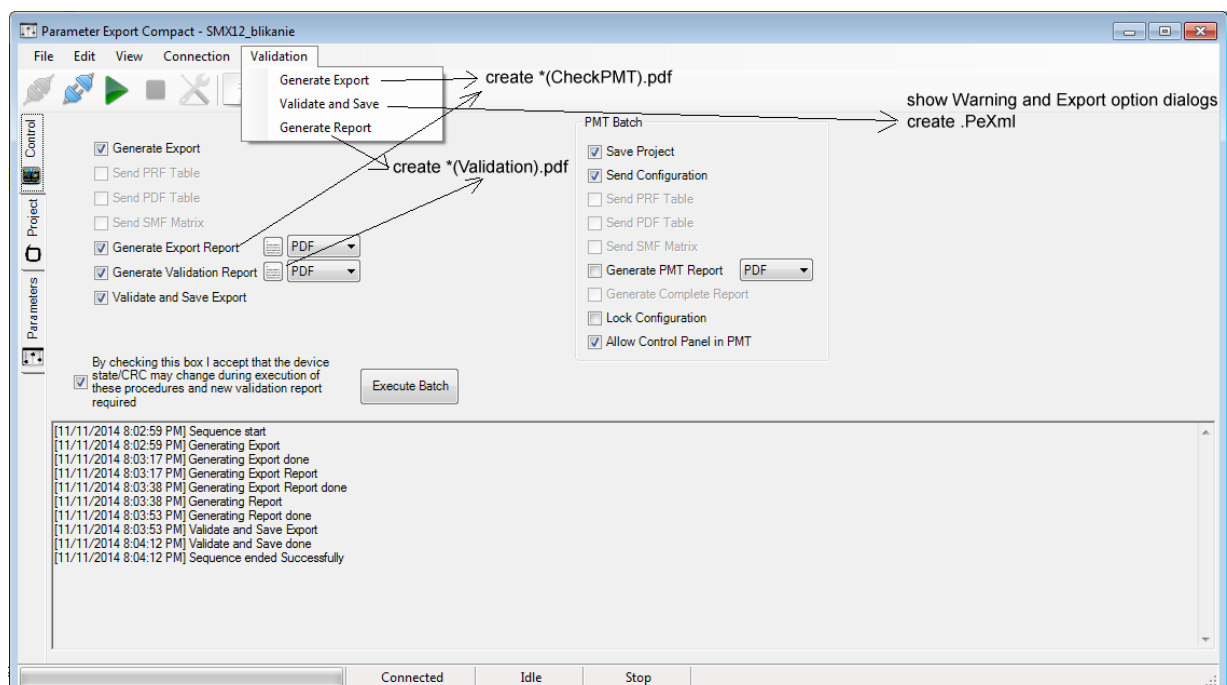 Parameter Export Compact - SMX12_blikanie
File Edit View Connection Validation
Generate Export
Validate and Save
Generate Report
create *(CheckPMT).pdf
show Warning and Export option dialogs
create .PeXml
create *(Validation).pdf
Control
Project
Parameters
Generate Export
Send PRF Table
Send PDF Table
Send SMF Matrix
Generate Export Report PDF
Generate Validation Report PDF
Validate and Save Export
PMT Batch
Save Project
Send Configuration
Send PRF Table
Send PDF Table
Send SMF Matrix
Generate PMT Report PDF
Generate Complete Report
Lock Configuration
Allow Control Panel in PMT
By checking this box I accept that the device
state/CRC may change during execution of
these procedures and new validation report
required
Execute Batch
[11/11/2014 8:02:59 PM] Sequence start
[11/11/2014 8:02:59 PM] Generating Export
[11/11/2014 8:03:17 PM] Generating Export done
[11/11/2014 8:03:17 PM] Generating Export Report
[11/11/2014 8:03:38 PM] Generating Export Report done
[11/11/2014 8:03:38 PM] Generating Report
[11/11/2014 8:03:53 PM] Generating Report done
[11/11/2014 8:03:53 PM] Validate and Save Export
[11/11/2014 8:04:12 PM] Validate and Save done
[11/11/2014 8:04:12 PM] Sequence ended Successfully
Connected Idle Stop